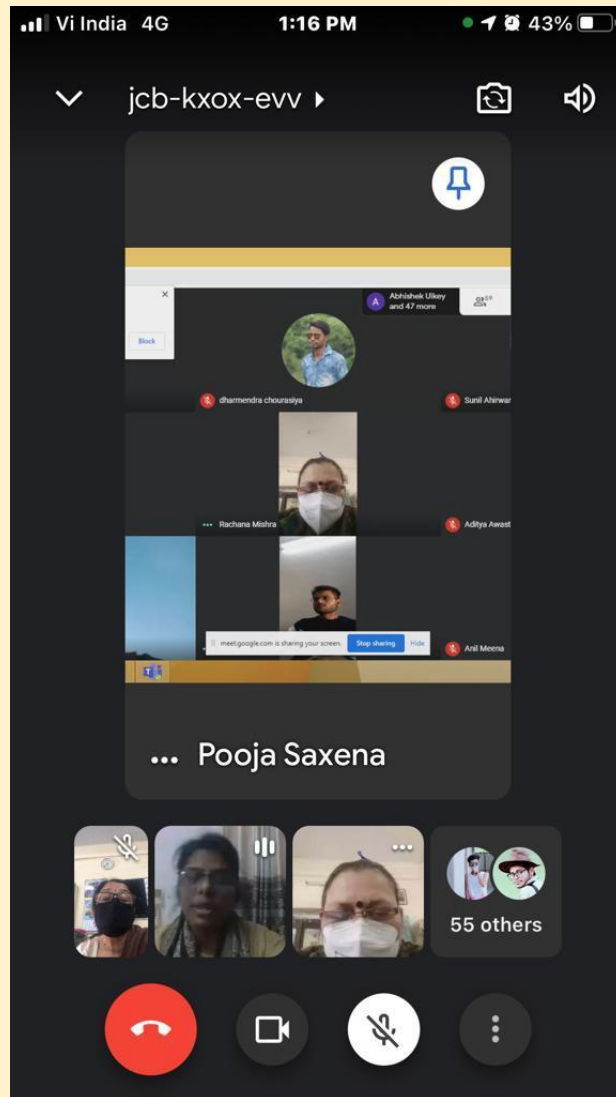 Vi India 4G 1:16 PM 43%
jcb-kxox-evv
Abhishek Uikey
and 47 more
Block
dharmendra chourasiya
Sunil Ahirwar
Rachana Mishra
Aditya Awast
meet.google.com is sharing your screen.
Stop sharing
Hide
Anil Meena
Pooja Saxena
55 others